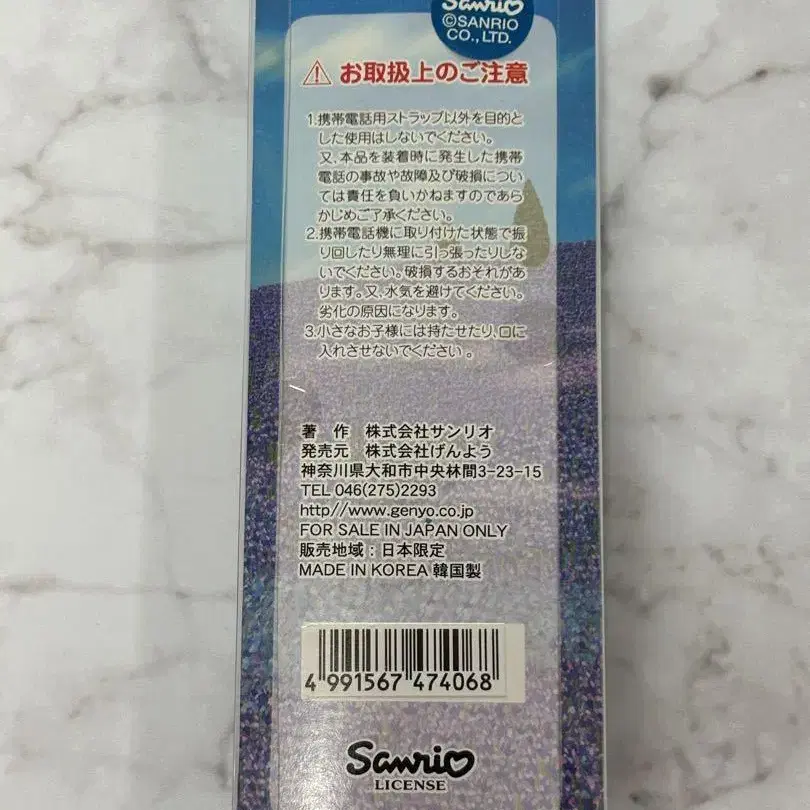 Sanrio
©SANRIO
CO., LTD.
お取扱上のご注意
1.携帯電話用ストラップ以外を目的と
した使用はしないでください。
又、本品を装着時に発生した携帯
電話の事故や故障及び破損につい
ては責任を負いかねますのであら
かじめご了承ください。
2.携帯電話機に取り付けた状態で振
り回したり無理に引っ張ったりしな
いでください。破損するおそれがあ
ります。又、水気を避けてください。
劣化の原因になります。
3.小さなお子様には持たせたり、口に
入れさせないでください。
著 作 株式会社サンリオ
発売元 株式会社げんよう
神奈川県大和市中央林間3-23-15
TEL 046(275)2293
http//www.genyo.co.jp
FOR SALE IN JAPAN ONLY
販売地域：日本限定
MADE IN KOREA 韓国製
4 991567 474068
Sanrio
LICENSE